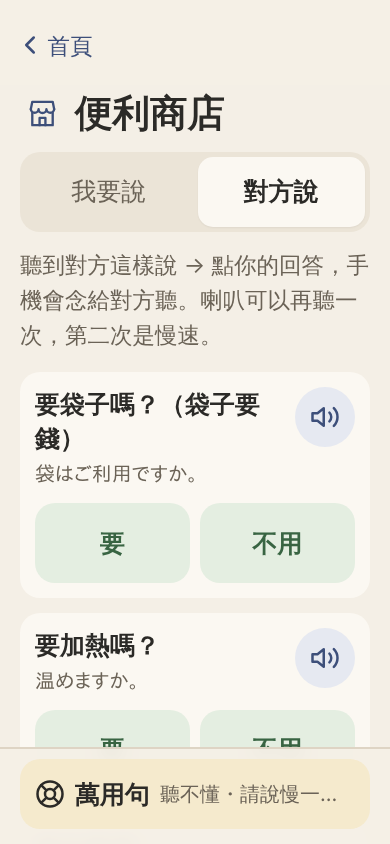 首頁
便利商店
我要說
對方說
聽到對方這樣說 → 點你的回答，手
機會念給對方聽。喇叭可以再聽一
次，第二次是慢速。
要袋子嗎？（袋子要
錢）
袋はご利用ですか。
要
不用
要加熱嗎？
温めますか。
要
不用
萬用句 聽不懂・請說慢一…